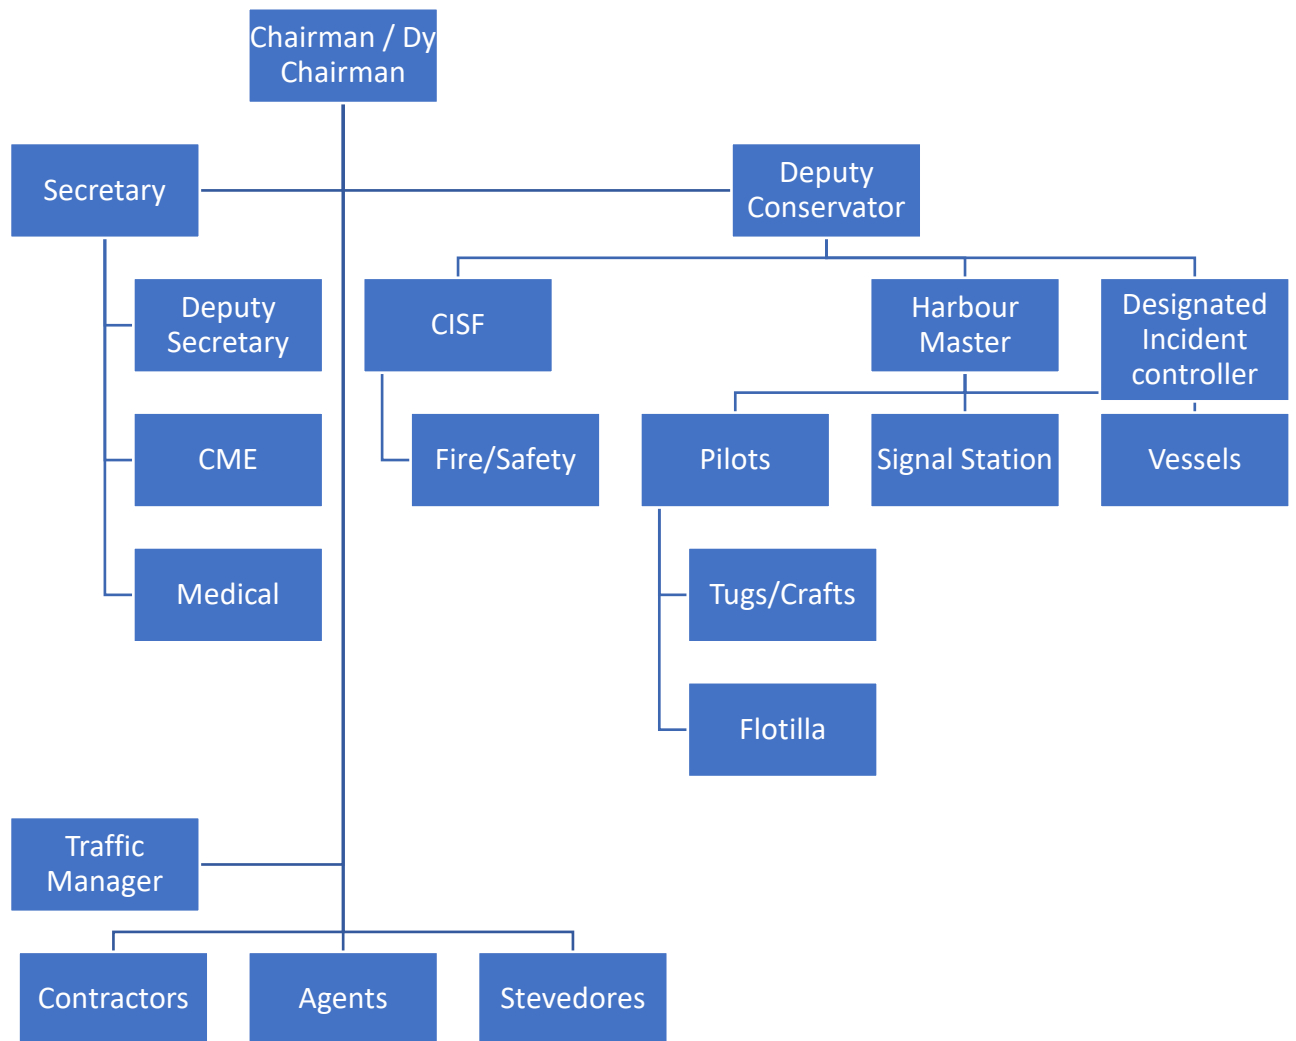 Chairman / Dy
Chairman
Secretary
Deputy
Conservator
Deputy
Secretary
CISF
Harbour
Master
Designated
Incident
controller
CME
Fire/Safety
Pilots
Signal Station
Vessels
Medical
Tugs/Crafts
Flotilla
Traffic
Manager
Contractors
Agents
Stevedores